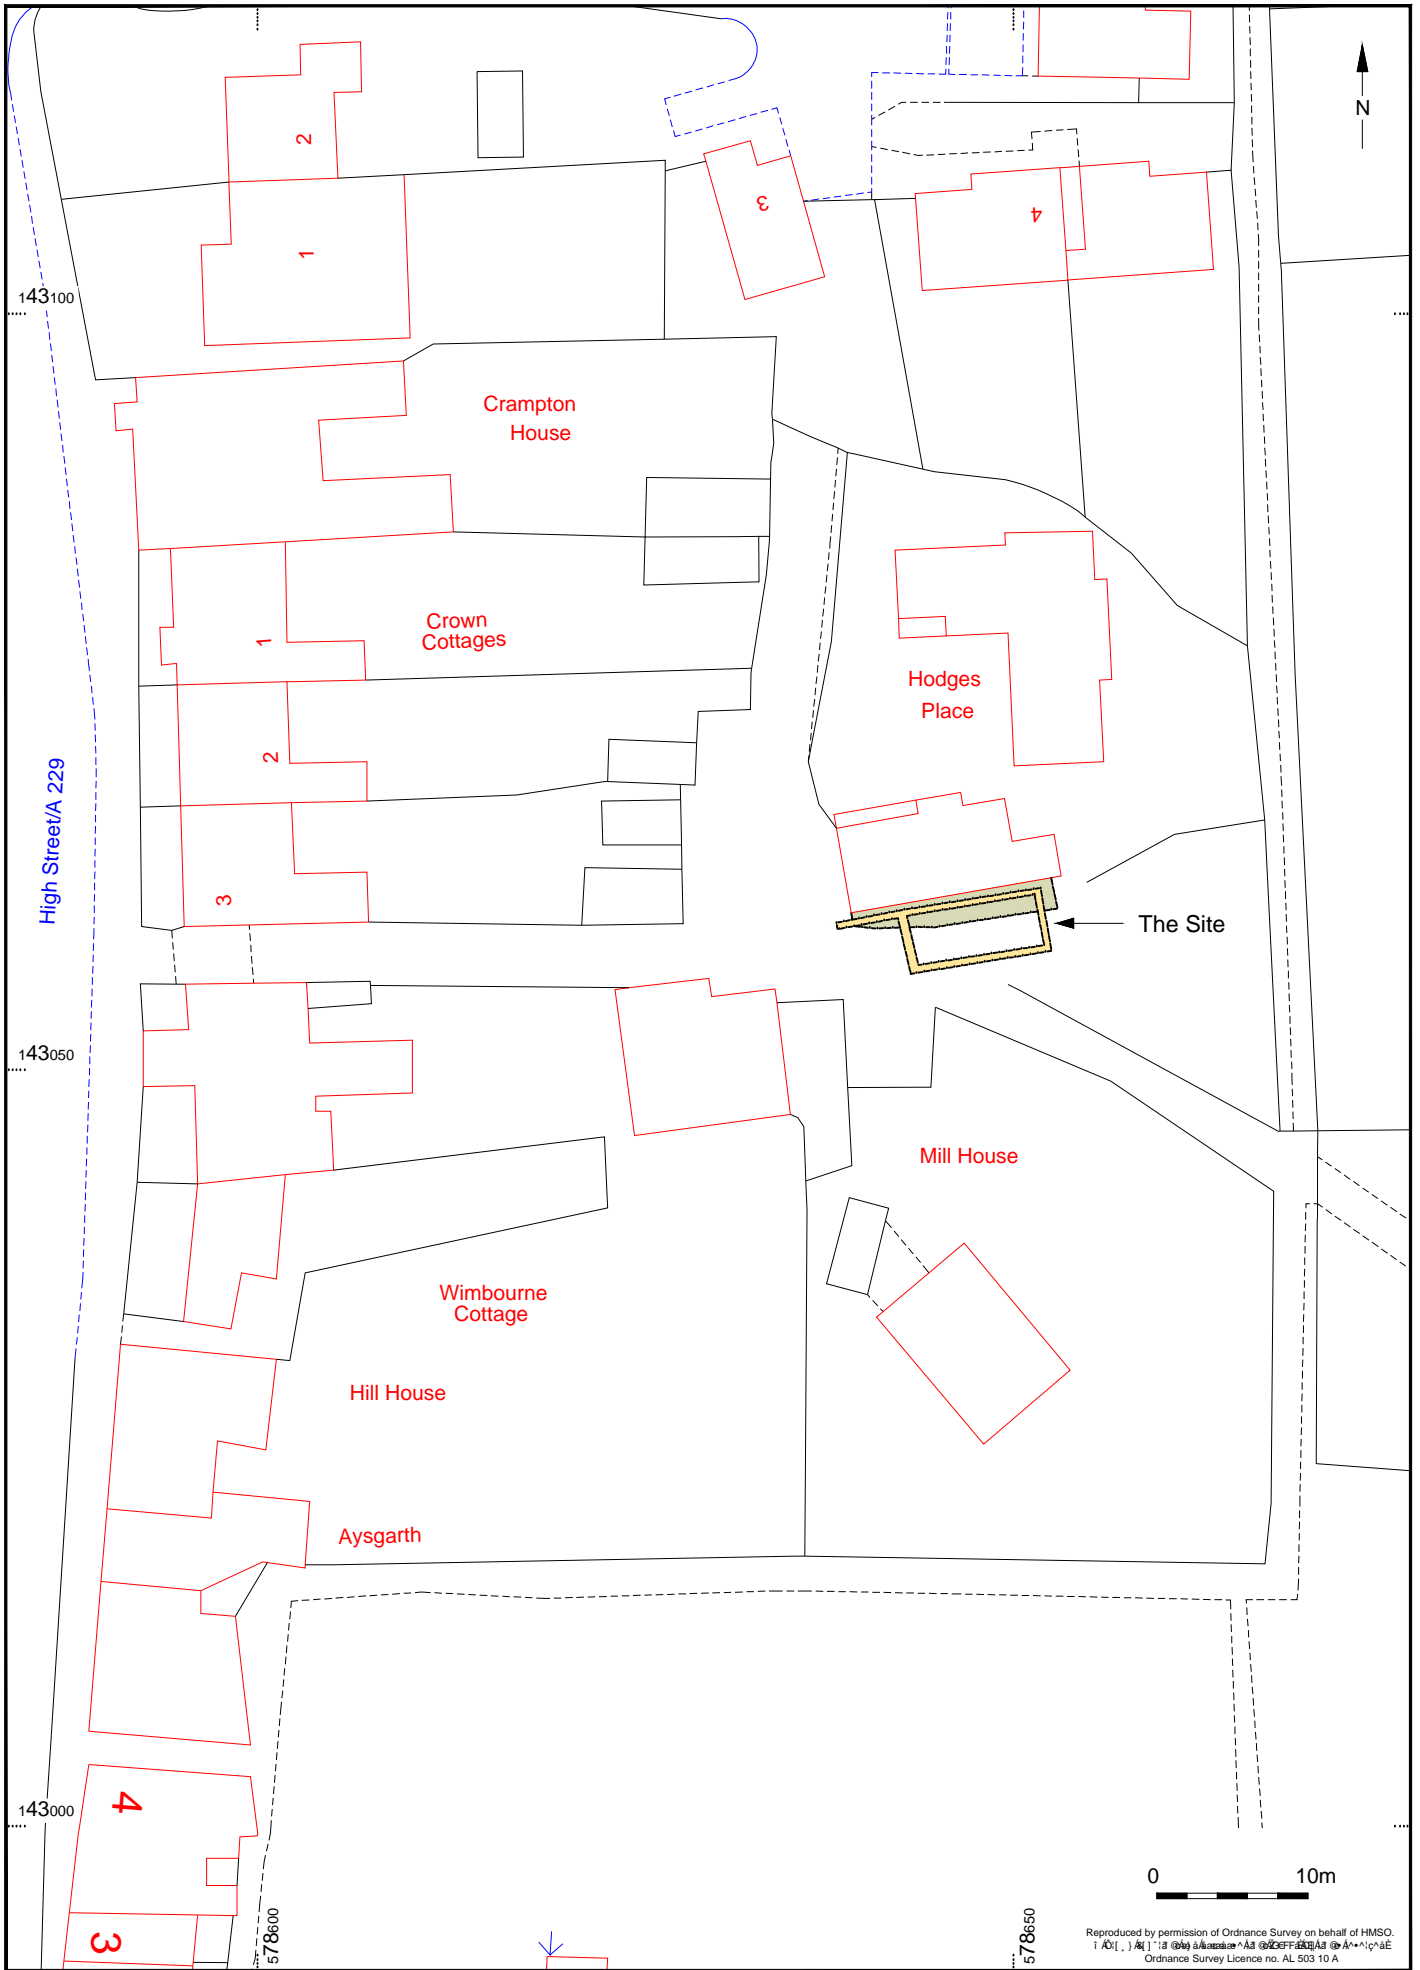 N
2
1
3
4
143100
Crampton
House
Crown
Cottages
1
Hodges
Place
2
High Street/A 229
3
The Site
143050
Mill House
Wimbourne
Cottage
Hill House
Aysgarth
4
143000
0 10m
578600
578650
3
Reproduced by permission of Ordnance Survey on behalf of HMSO.
Ordnance Survey Licence no. AL 503 10 A